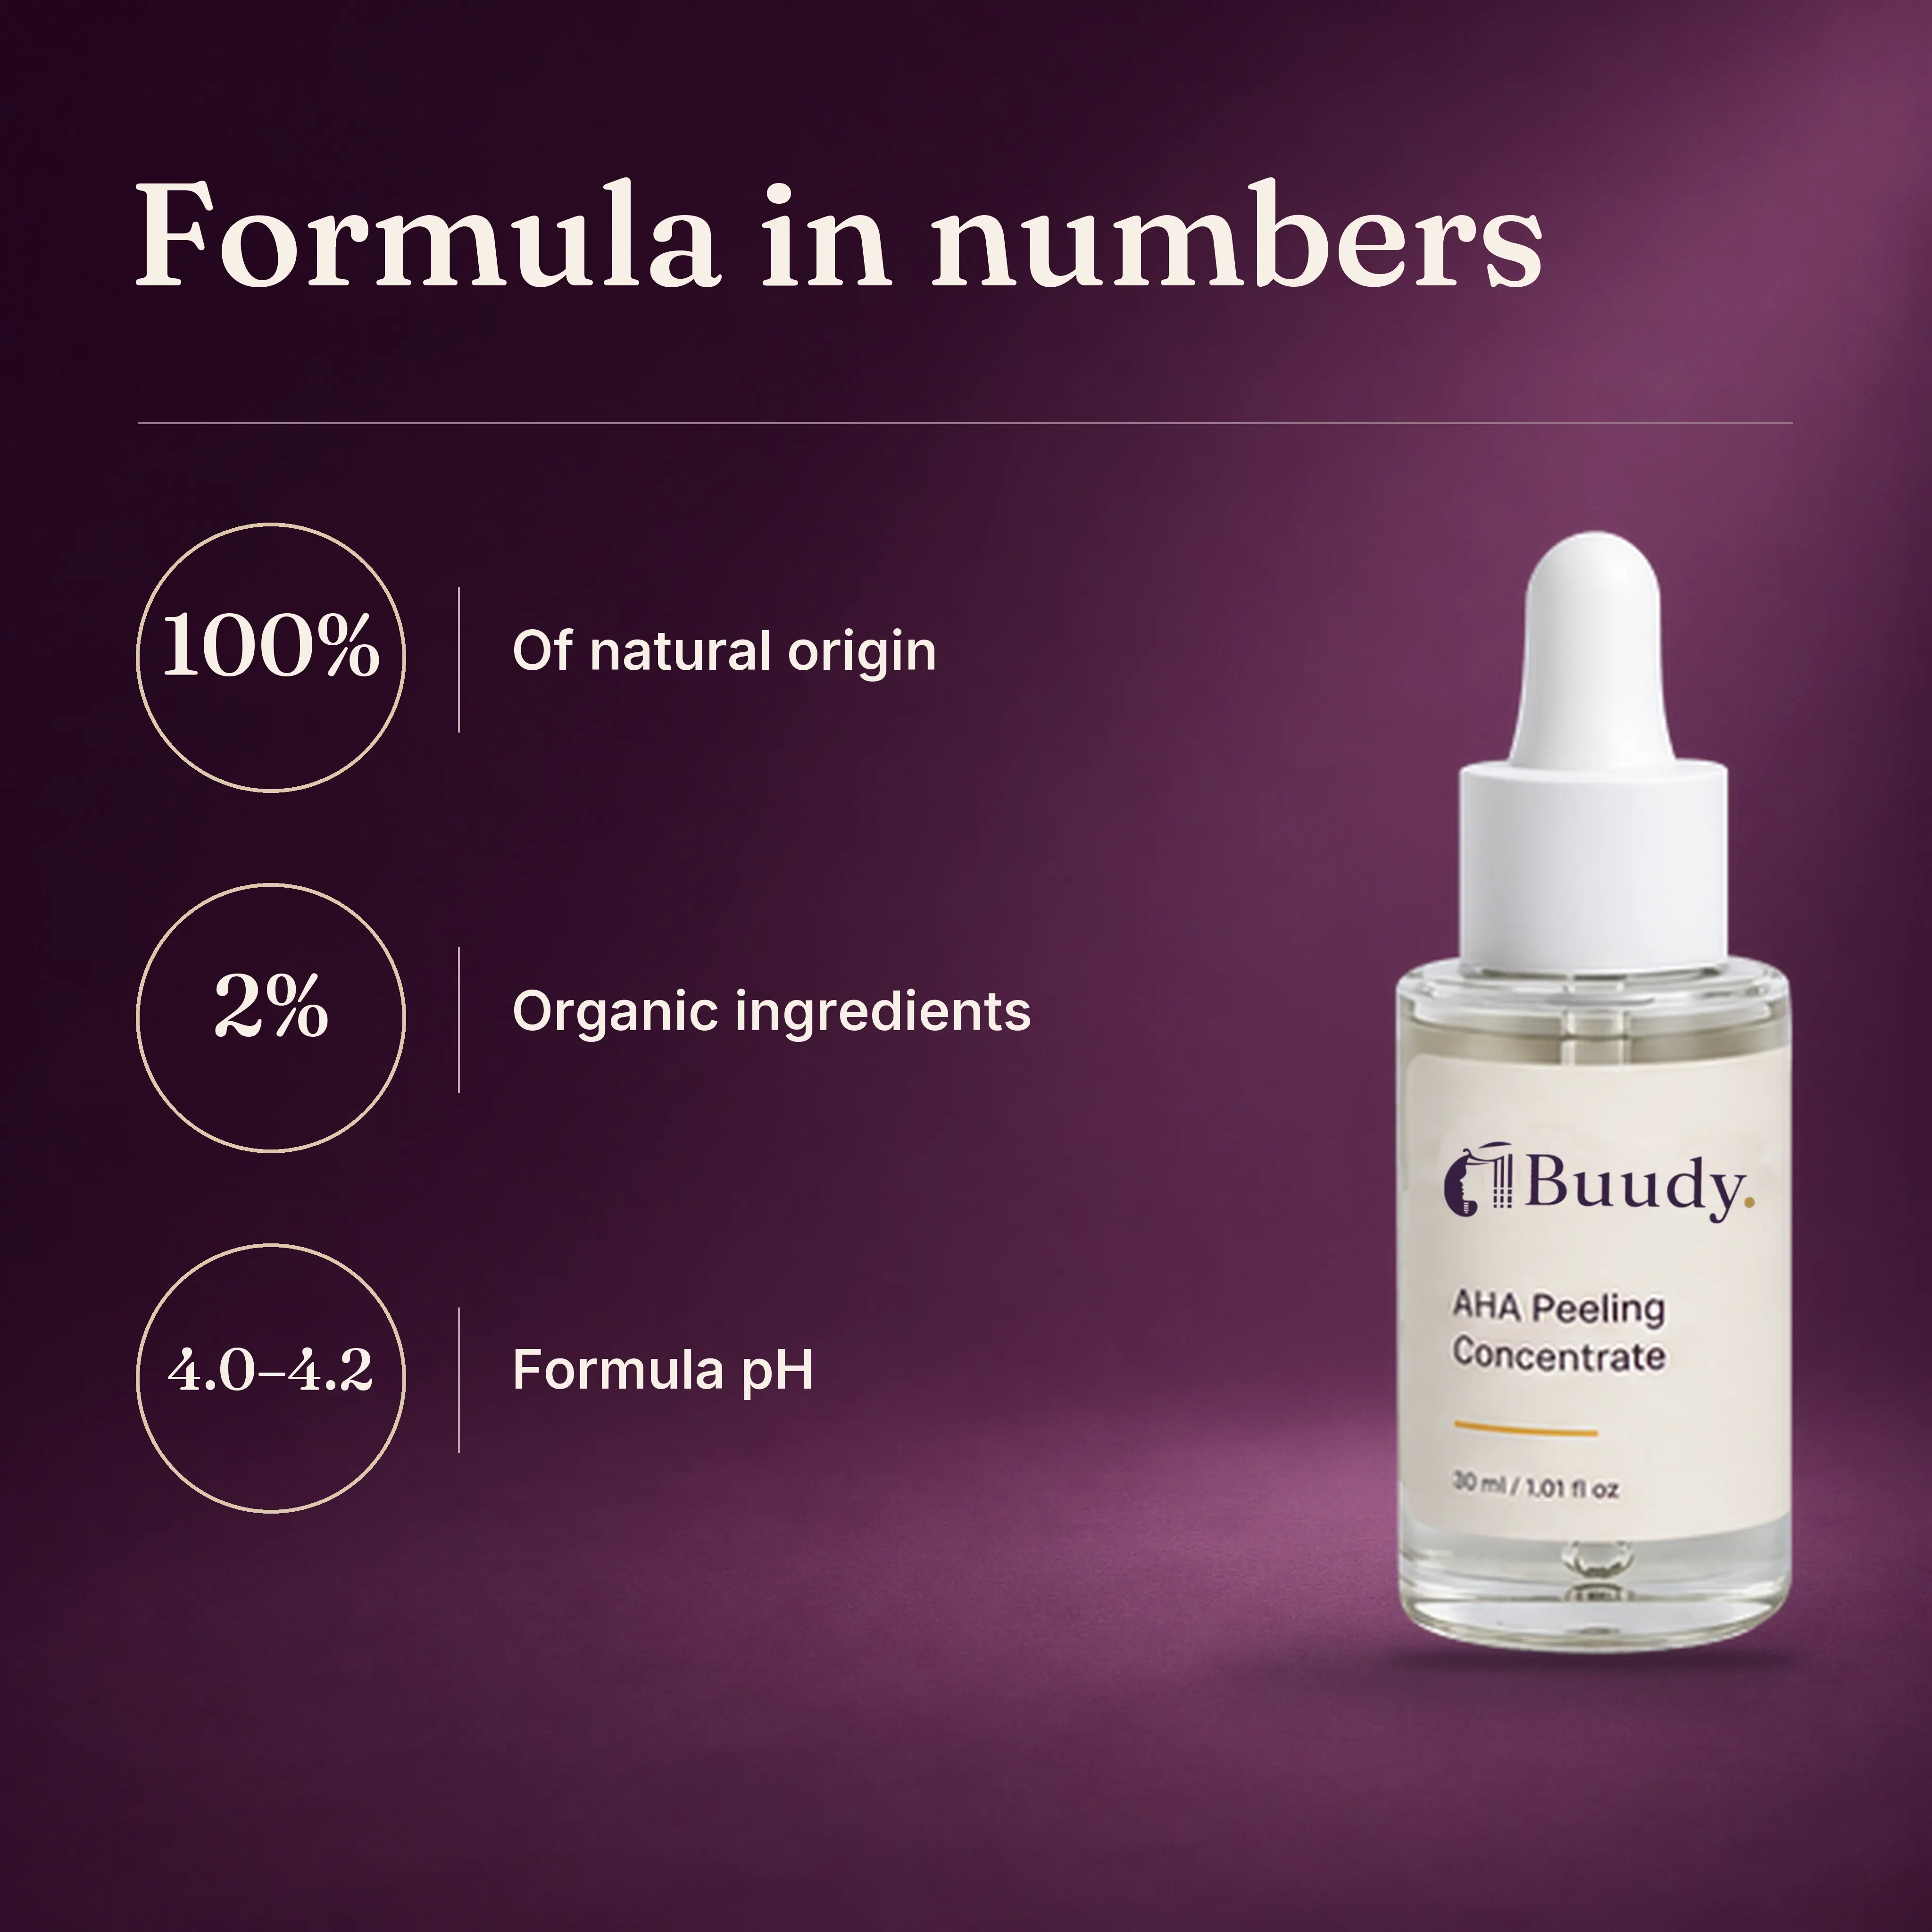 Formula in numbers
100%
Of natural origin
2%
Organic ingredients
4.0–4.2
Formula pH
Buudy.
AHA Peeling
Concentrate
30 ml / 1.01 fl oz